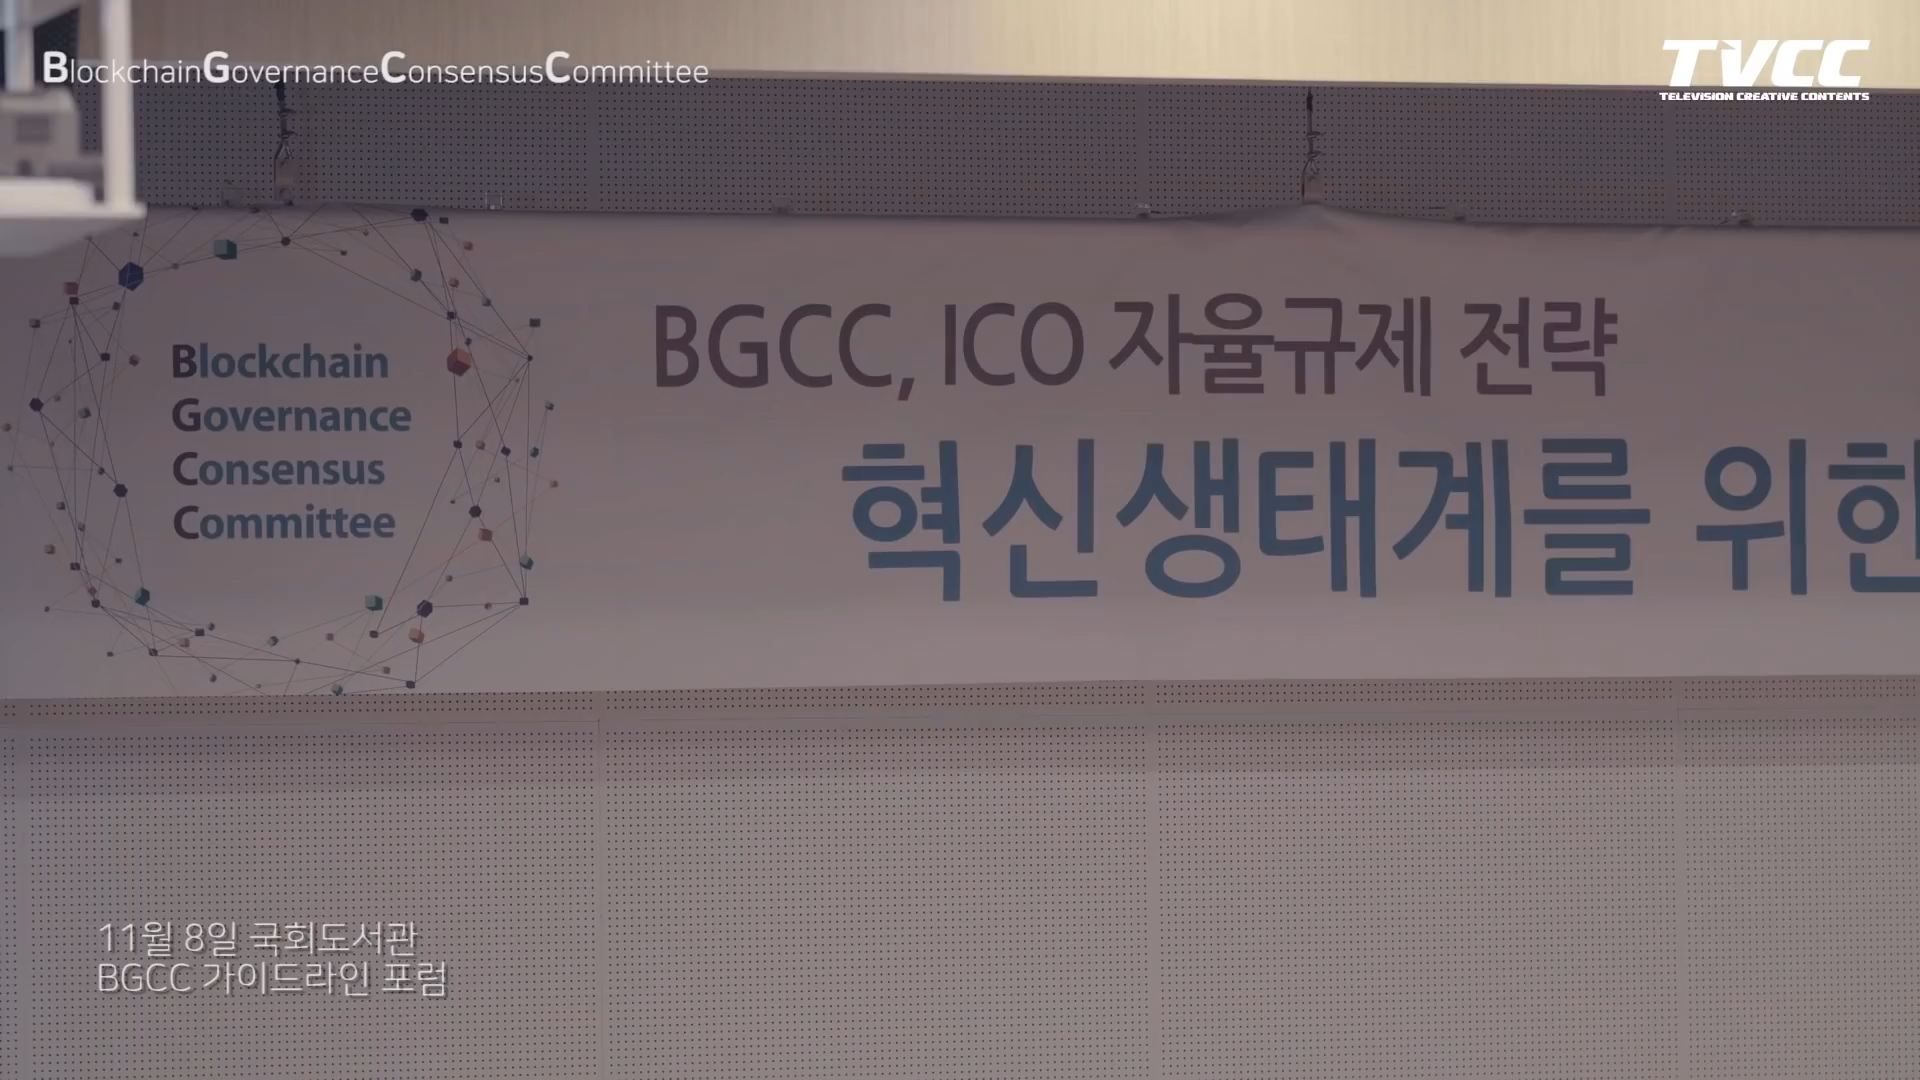 BlockchainGovernanceConsensusCommittee
TVCC
TELEVISION CREATIVE CONTENTS
Blockchain
Governance
Consensus
Committee
BGCC, ICO 자율규제 전략
혁신생태계를 위한
11월 8일 국회도서관
BGCC 가이드라인 포럼